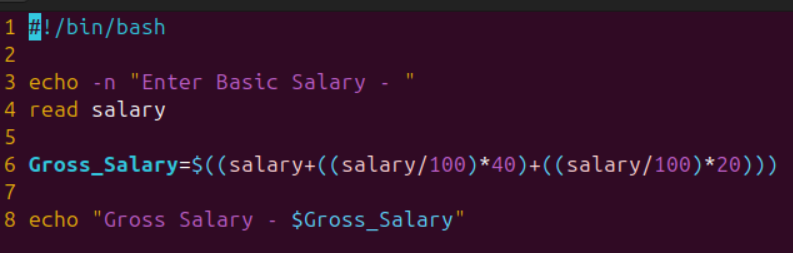 1 #!/bin/bash
2
3 echo -n "Enter Basic Salary - "
4 read salary
5
6 Gross_Salary=$((salary+((salary/100)*40)+((salary/100)*20)))
7
8 echo "Gross Salary - $Gross_Salary"